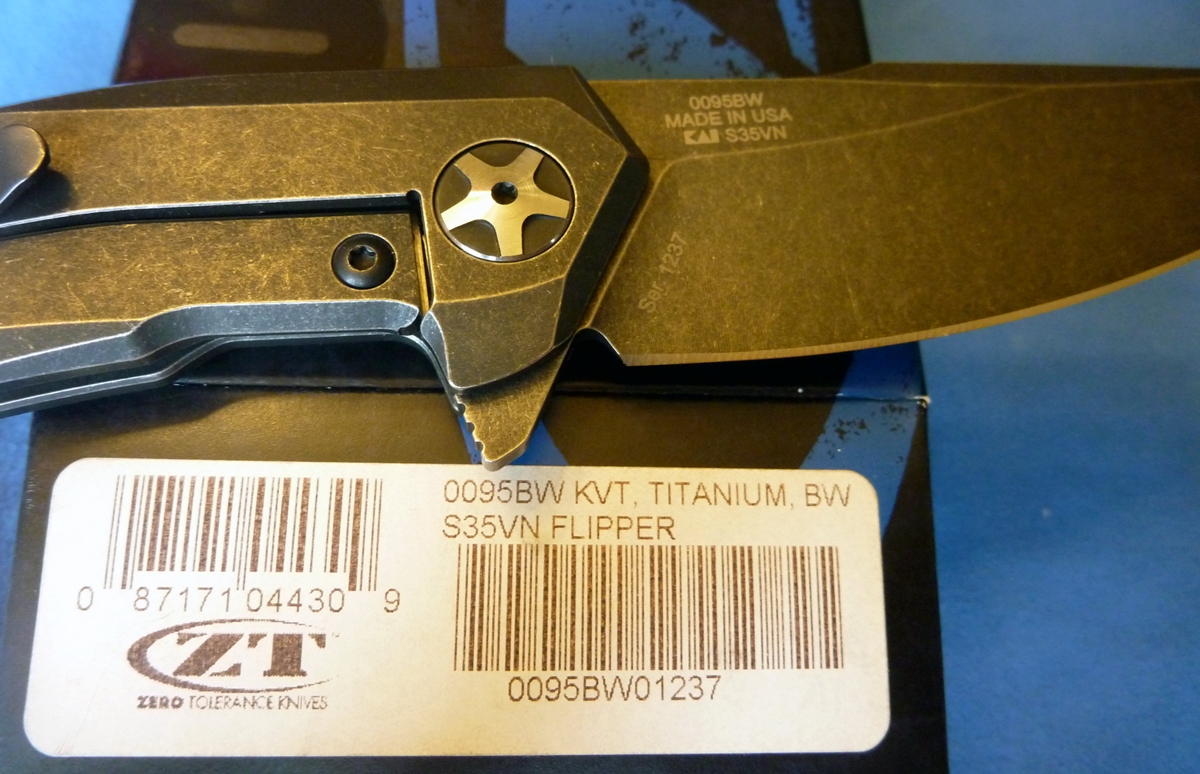 0095BW
MADE IN USA
KAI S35VN
Ser. 1237
0095BW KVT, TITANIUM, BW
S35VN FLIPPER
0 87171 04430 9
ZT
ZERO TOLERANCE KNIVES
0095BW01237